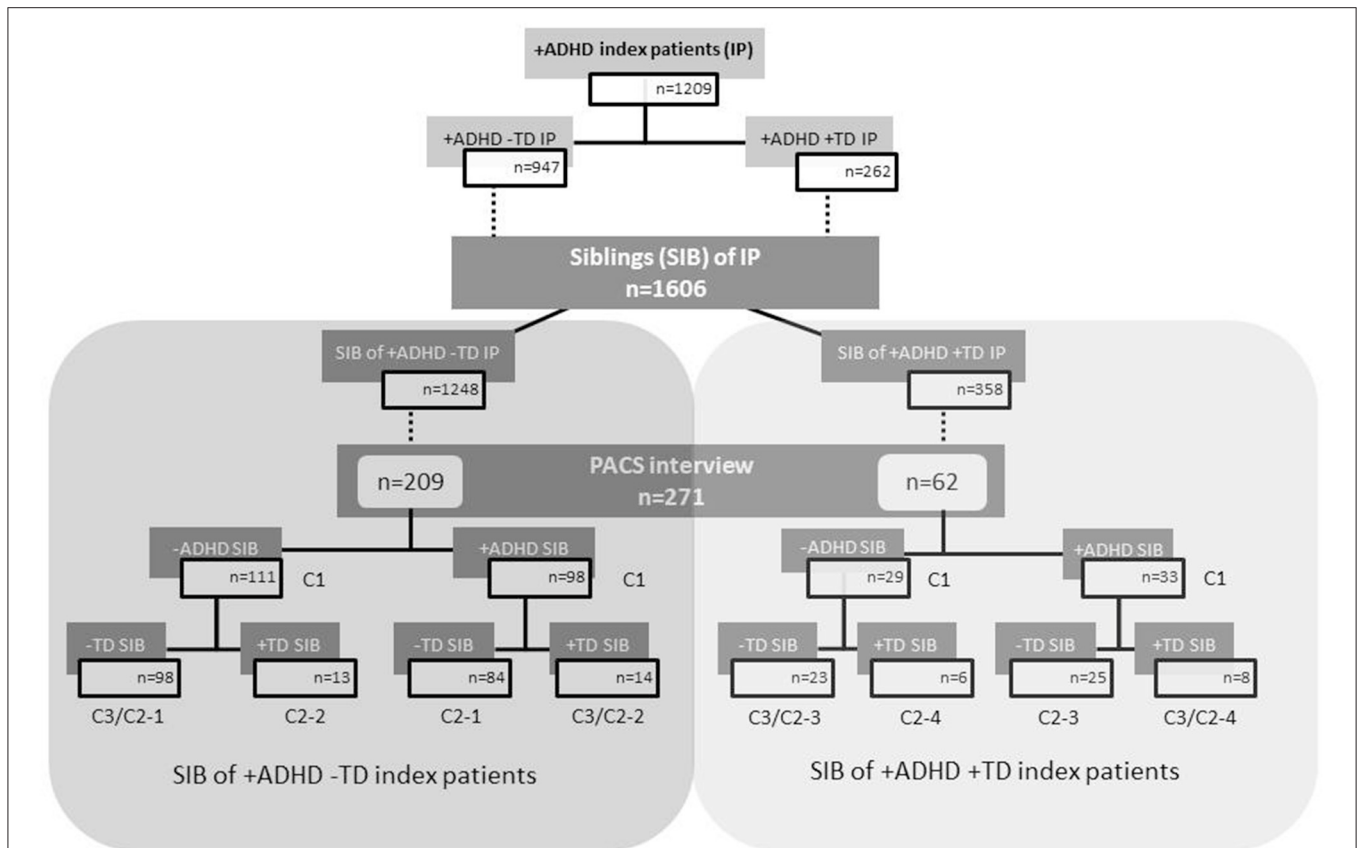 +ADHD index patients (IP)
n=1209
+ADHD -TD IP
n=947
+ADHD +TD IP
n=262
Siblings (SIB) of IP
n=1606
SIB of +ADHD -TD IP
n=1248
SIB of +ADHD +TD IP
n=358
PACS interview
n=271
n=209
n=62
-ADHD SIB
n=111
C1
+ADHD SIB
n=98
C1
-ADHD SIB
n=29
C1
+ADHD SIB
n=33
C1
-TD SIB
n=98
C3/C2-1
+TD SIB
n=13
C2-2
-TD SIB
n=84
C2-1
+TD SIB
n=14
C3/C2-2
-TD SIB
n=23
C3/C2-3
+TD SIB
n=6
C2-4
-TD SIB
n=25
C2-3
+TD SIB
n=8
C3/C2-4
SIB of +ADHD -TD index patients
SIB of +ADHD +TD index patients